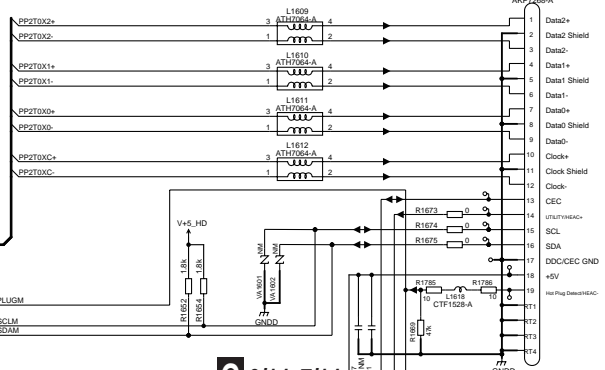 L1609
ATH7064-A
PP2T0X2+ 3 4 1 Data2+
PP2T0X2- 1 2 2 Data2 Shield
3 Data2-
L1610
ATH7064-A
PP2T0X1+ 3 4 4 Data1+
PP2T0X1- 1 2 5 Data1 Shield
6 Data1-
L1611
ATH7064-A
PP2T0X0+ 3 4 7 Data0+
PP2T0X0- 1 2 8 Data0 Shield
9 Data0-
L1612
ATH7064-A
PP2T0XC+ 3 4 10 Clock+
PP2T0XC- 1 2 11 Clock Shield
12 Clock-
13 CEC
R1673 0 14 UTILITY/HEAC+
V+5_HD R1674 0 15 SCL
NM NM R1675 0 16 SDA
17 DDC/CEC GND
1.8k 1.8k 18 +5V
VA1601 VA1602 R1785 R1786 19 Hot Plug Detect/HEAC-
10 L1618 10
CTF1528-A
PLUGM R1652 R1654 RT1
GNDD
SCLM RT2
SDAM R1659 47k RT3
RT4
NM
GNDD